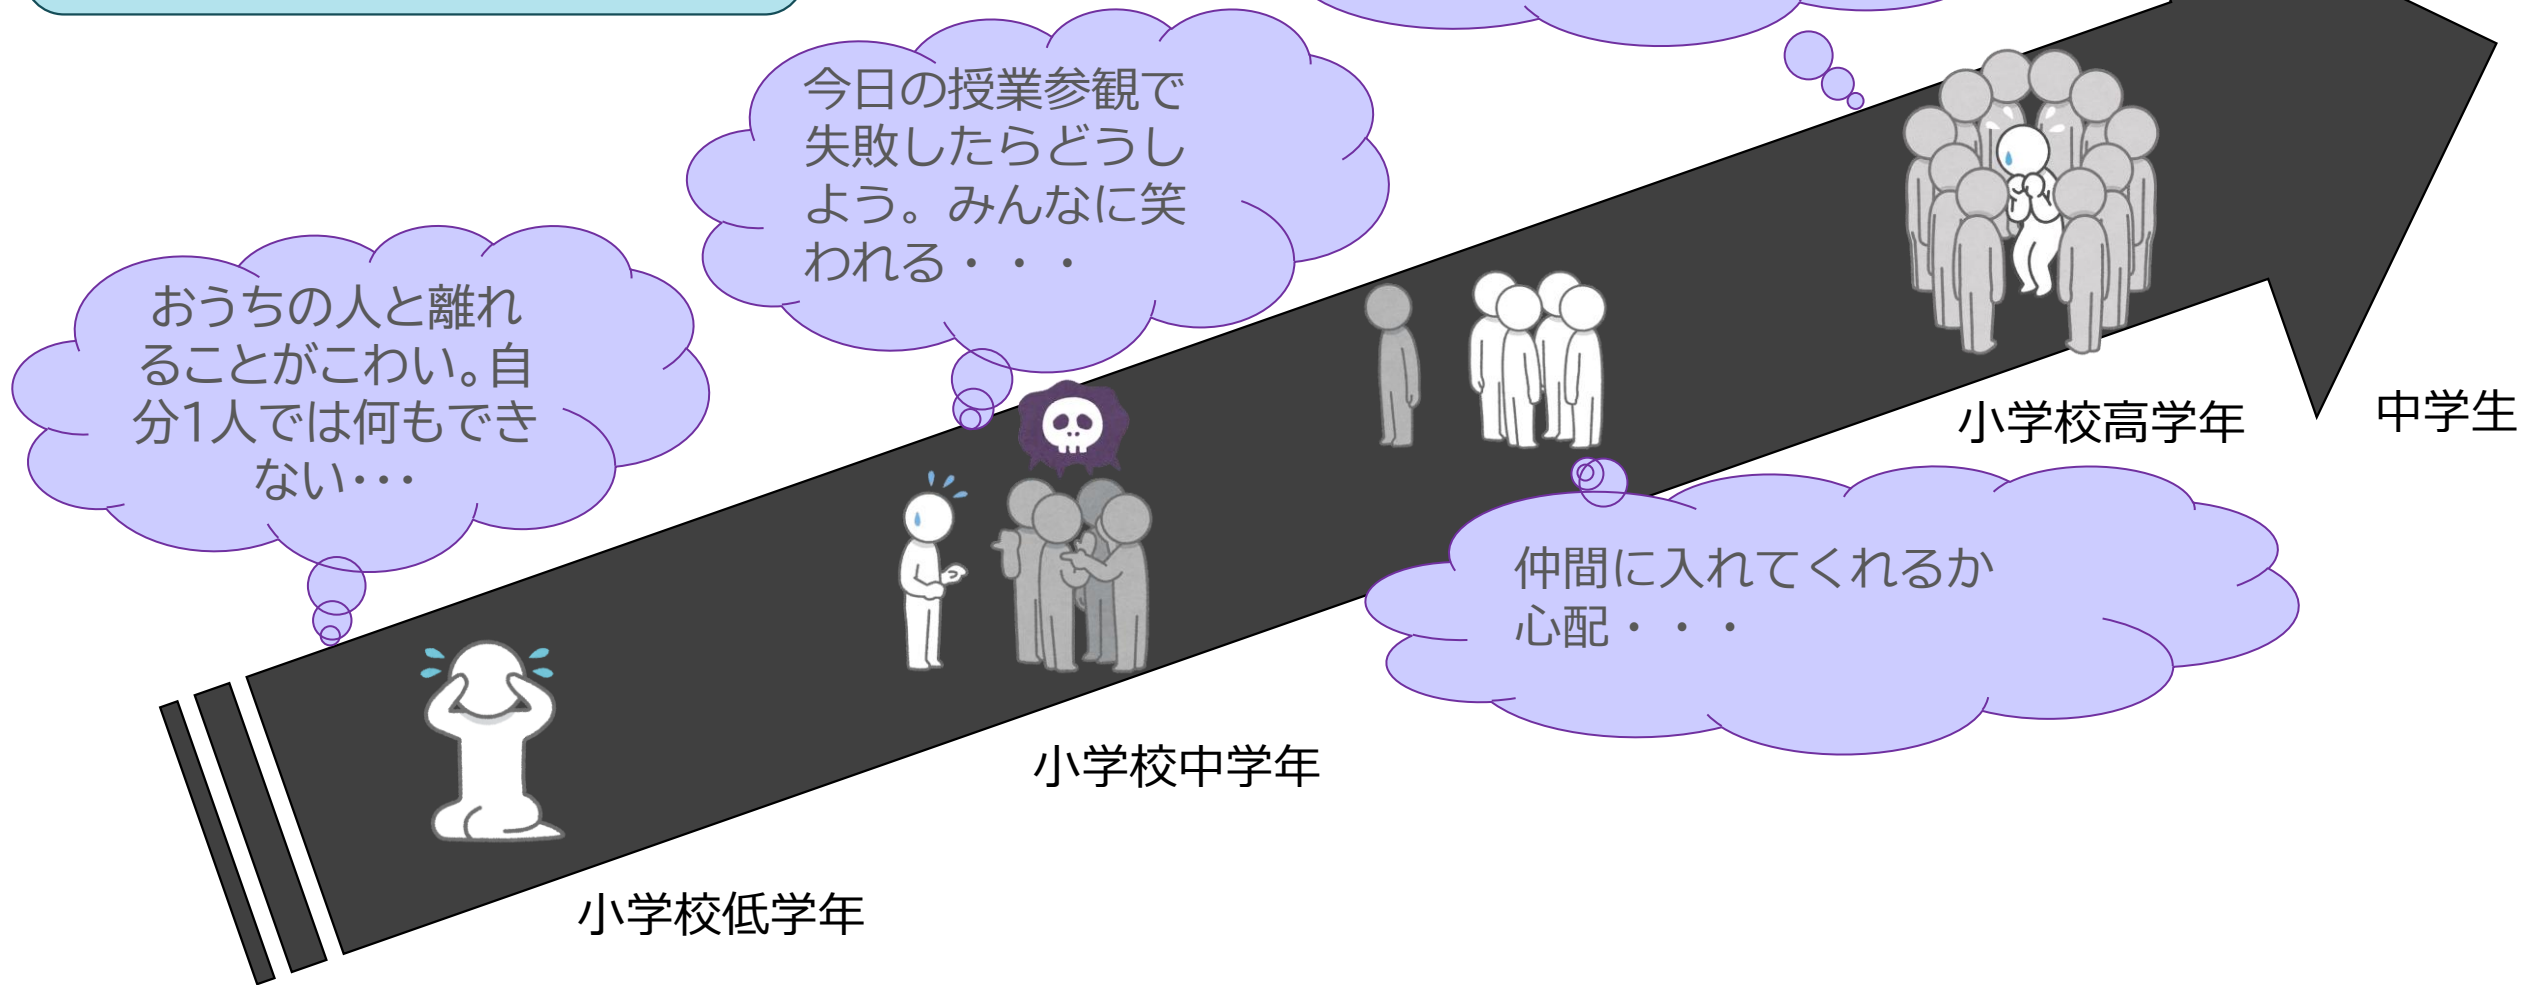 今日の授業参観で
失敗したらどうし
よう。みんなに笑
われる・・・
おうちの人と離れ
ることがこわい。自
分1人では何もでき
ない・・・
小学校高学年
中学生
仲間に入れてくれるか
心配・・・
小学校中学年
小学校低学年